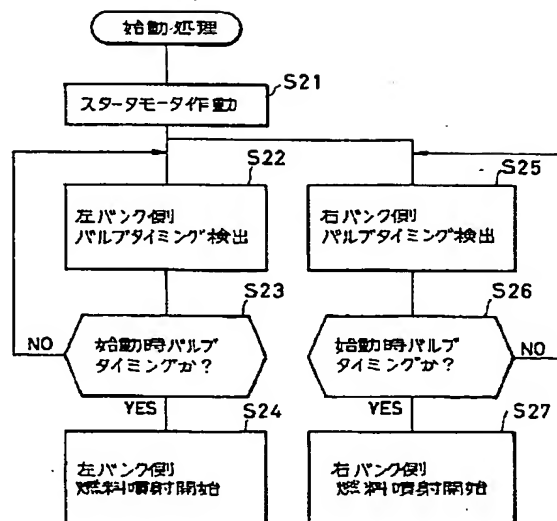 始動処理
S21
スタータモータ作動
S22
左バンク側
バルブタイミング検出
S23
始動時バルブ
タイミングか?
NO
YES
S24
左バンク側
燃料噴射開始
S25
右バンク側
バルブタイミング検出
S26
始動時バルブ
タイミングか?
NO
YES
S27
右バンク側
燃料噴射開始